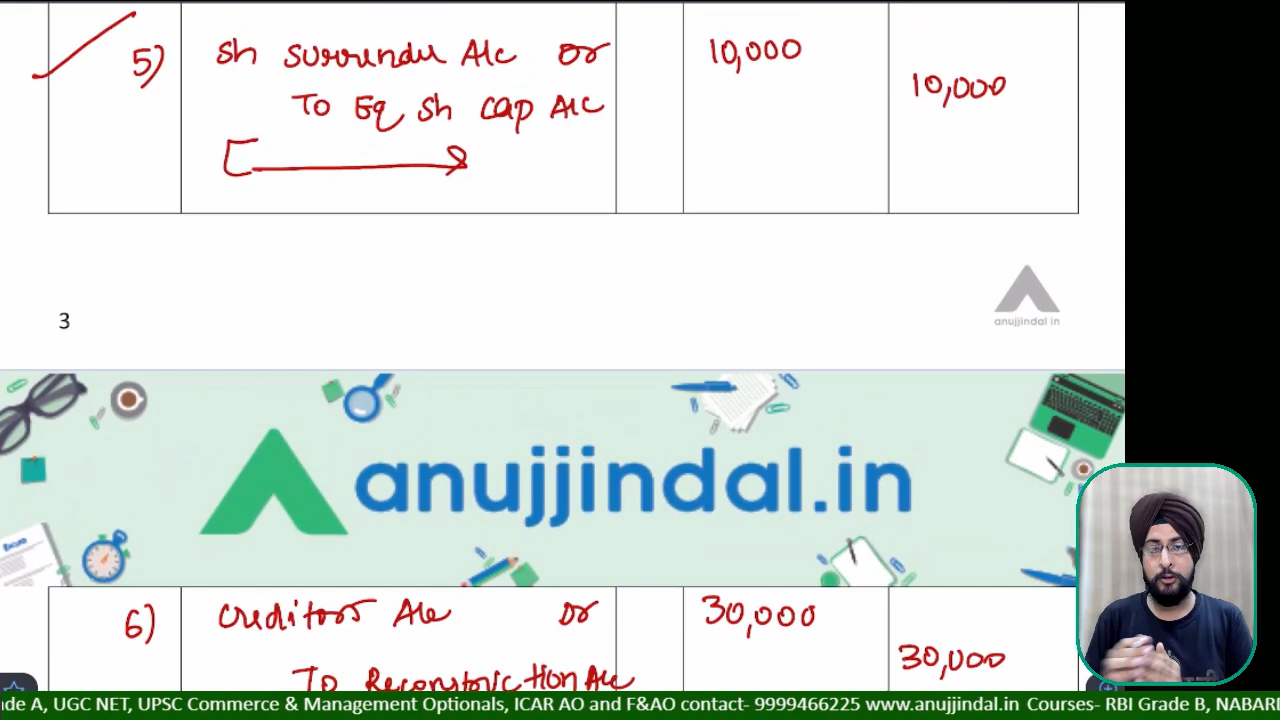 5) Sh Surrender A/c Dr 10,000
To Eq Sh Cap A/c 10,000
3
anujjindal.in
anujjindal.in
6) Creditors A/c Dr 30,000
To Reconstruction A/c 30,000
de A, UGC NET, UPSC Commerce & Management Optionals, ICAR AO and F&AO contact- 9999466225 www.anujjindal.in Courses- RBI Grade B, NABARD